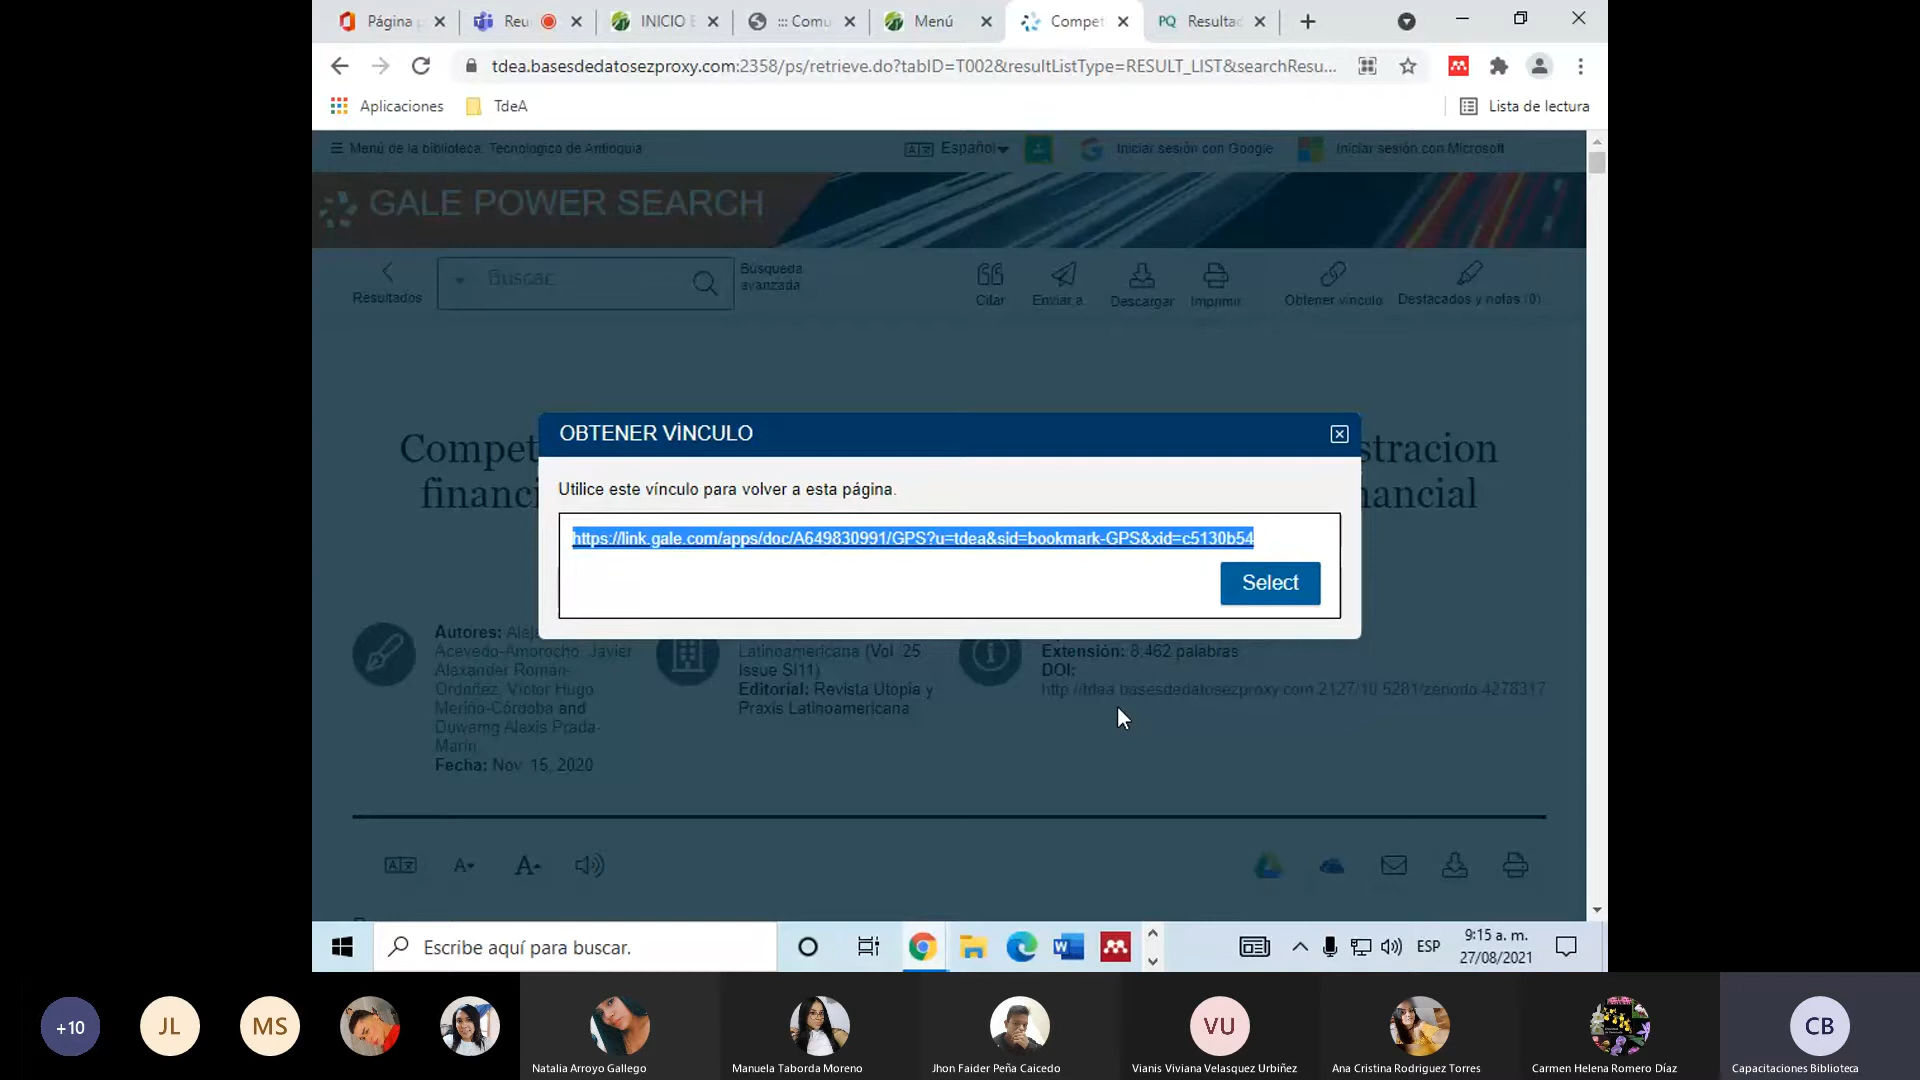 Página
Reu
INICIO E
::: Comu
Menú
Compet
PQ Resultad
tdea.basesdedatosezproxy.com:2358/ps/retrieve.do?tabID=T002&resultListType=RESULT_LIST&searchResu...
Aplicaciones
TdeA
Lista de lectura
Menú de la biblioteca: Tecnologico de Antioquia
Español
Iniciar sesión con Google
Iniciar sesión con Microsoft
GALE POWER SEARCH
Resultados
Buscar
Búsqueda
avanzada
Citar
Enviar a
Descargar
Imprimir
Obtener vínculo
Destacados y notas (0)
Compet
stracion
financi
nancial
OBTENER VÍNCULO
Utilice este vínculo para volver a esta página.
https://link.gale.com/apps/doc/A649830991/GPS?u=tdea&sid=bookmark-GPS&xid=c5130b54
Select
Autores: Alej
Acevedo-Amorocho, Javier
Alexander Román-
Ordoñez, Victor Hugo
Meriño-Córdoba and
Duwamg Alexis Prada-
Marin
Fecha: Nov. 15, 2020
Latinoamericana (Vol. 25,
Issue SI11)
Editorial: Revista Utopia y
Praxis Latinoamericana
Extensión: 8.462 palabras
DOI:
http://tdea.basesdedatosezproxy.com:2127/10.5281/zenodo.4278317
A
A
Escribe aquí para buscar.
ESP
9:15 a. m.
27/08/2021
+10
JL
MS
VU
CB
Natalia Arroyo Gallego
Manuela Taborda Moreno
Jhon Faider Peña Caicedo
Vianis Viviana Velasquez Urbiñez
Ana Cristina Rodriguez Torres
Carmen Helena Romero Díaz
Capacitaciones Biblioteca